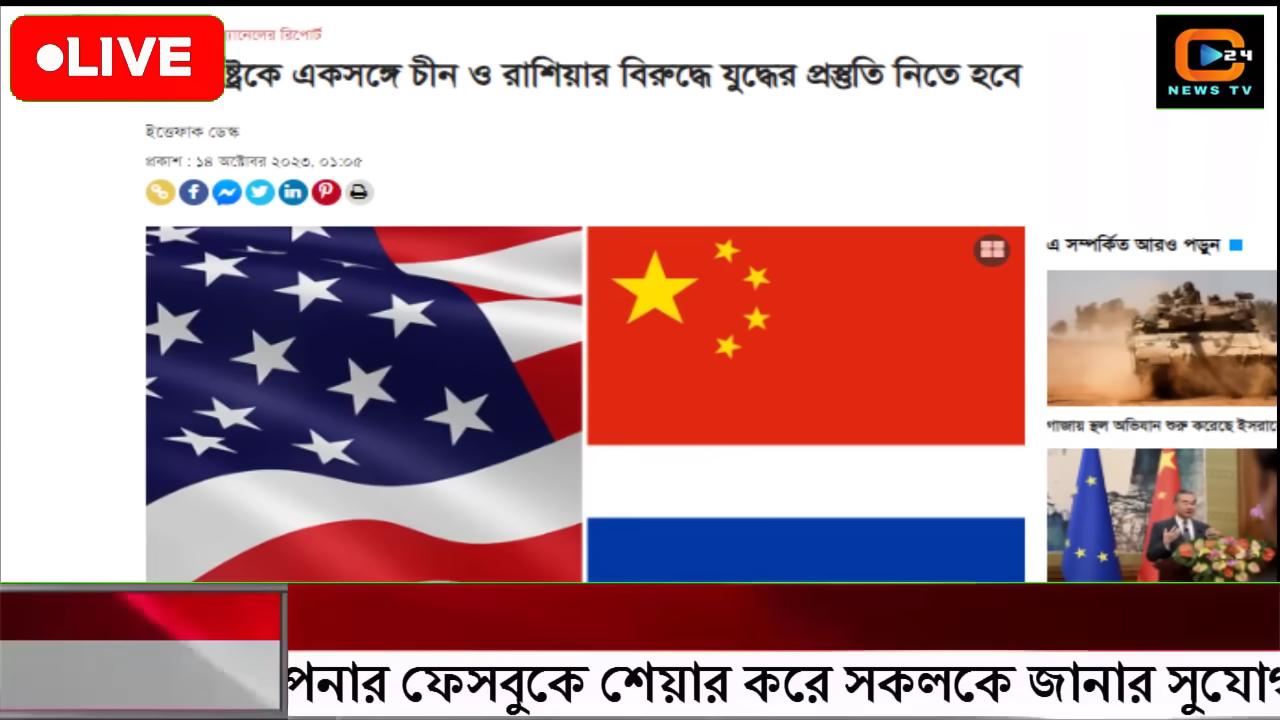 LIVE
্যানেলের রিপোর্ট
ষ্ট্রকে একসঙ্গে চীন ও রাশিয়ার বিরুদ্ধে যুদ্ধের প্রস্তুতি নিতে হবে
24
NEWS TV
ইত্তেফাক ডেস্ক
প্রকাশ : ১৪ অক্টোবর ২০২৩, ০১:০৫
এ সম্পর্কিত আরও পড়ুন
গাজায় স্থল অভিযান শুরু করেছে ইসরা
পনার ফেসবুকে শেয়ার করে সকলকে জানার সুযোগ